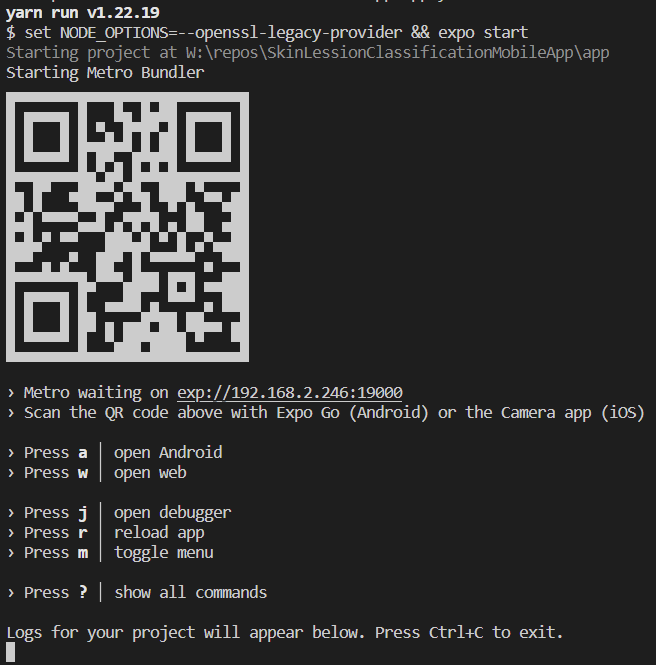 yarn run v1.22.19
$ set NODE_OPTIONS=--openssl-legacy-provider && expo start
Starting project at W:\repos\SkinLessionClassificationMobileApp\app
Starting Metro Bundler
› Metro waiting on exp://192.168.2.246:19000
› Scan the QR code above with Expo Go (Android) or the Camera app (iOS)
› Press a │ open Android
› Press w │ open web
› Press j │ open debugger
› Press r │ reload app
› Press m │ toggle menu
› Press ? │ show all commands
Logs for your project will appear below. Press Ctrl+C to exit.